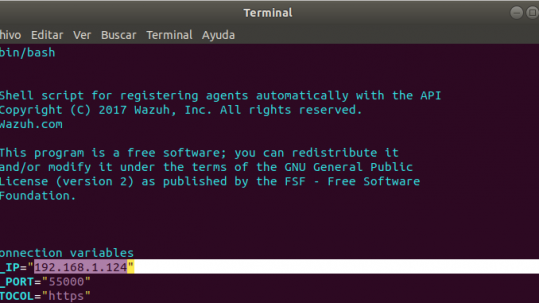 Terminal
hivo Editar Ver Buscar Terminal Ayuda
bin/bash
Shell script for registering agents automatically with the API
Copyright (C) 2017 Wazuh, Inc. All rights reserved.
Wazuh.com
This program is a free software; you can redistribute it
and/or modify it under the terms of the GNU General Public
License (version 2) as published by the FSF - Free Software
Foundation.
onnection variables
_IP="192.168.1.124"
_PORT="55000"
TOCOL="https"